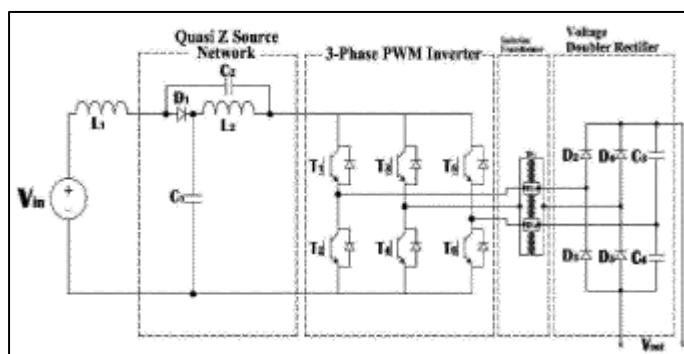 Quasi Z Source
Network
3-Phase PWM Inverter
Voltage
Doubler Rectifier
C2
D1
L1
L2
C1
Vin
T1
T3
T5
T2
T4
T6
D2
D4
C3
D3
D5
C4
Vout